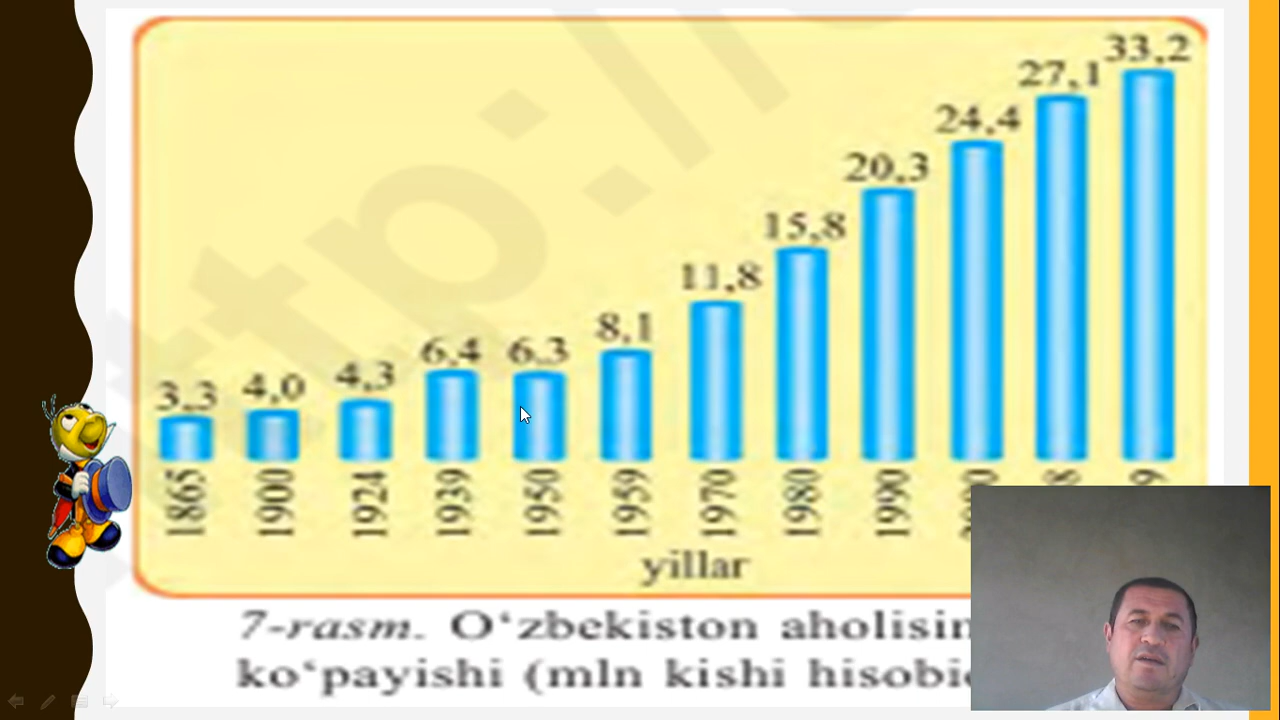 33,2
27,1
24,4
20,3
15,8
11,8
8,1
6,4 6.3
4,3
3,3 4,0
1865 1900 1924 1939 1950 1959 1970 1980 1990
yillar
7-rasm. O‘zbekiston
ko‘payishi (mln kishi